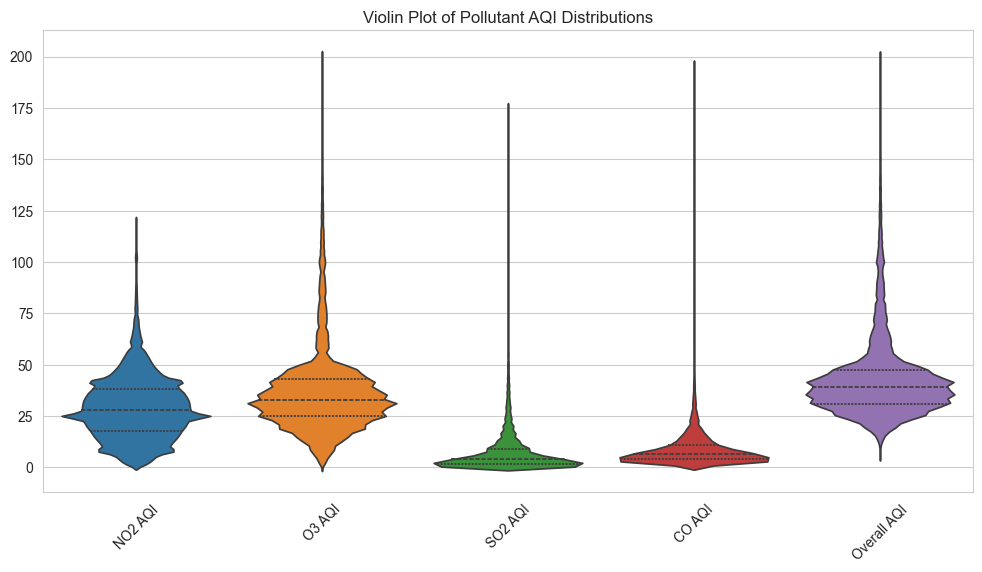 Violin Plot of Pollutant AQI Distributions
200
175
150
125
100
75
50
25
0
NO2 AQI
O3 AQI
SO2 AQI
CO AQI
Overall AQI